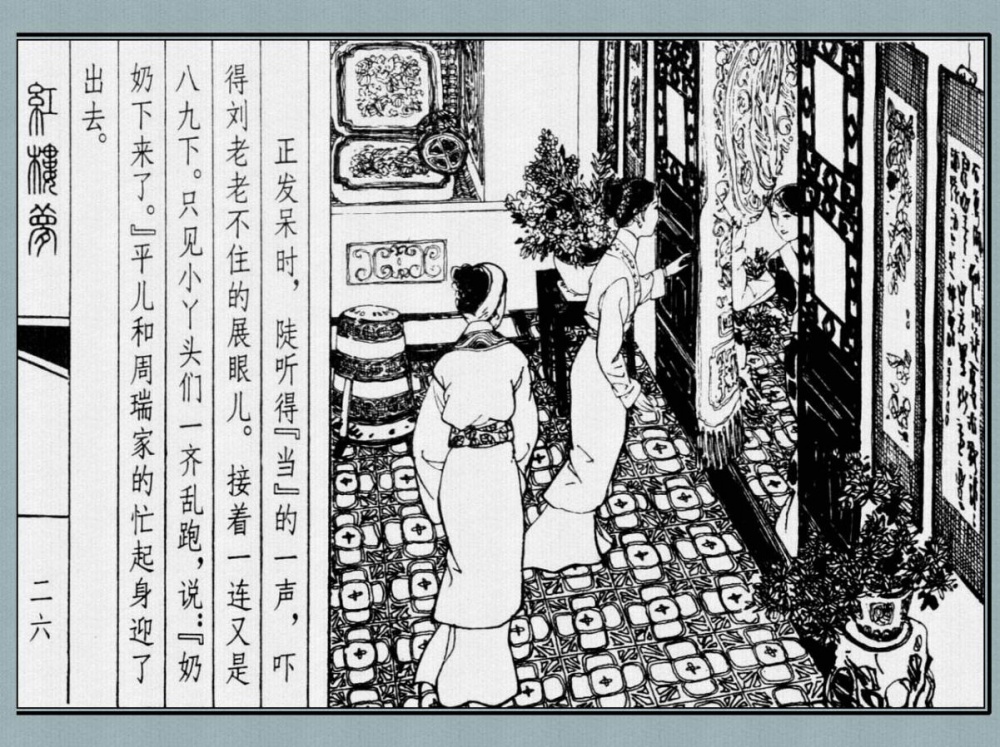 正发呆时，陡听得『当』的一声，吓
得刘老老不住的展眼儿。接着一连又是
八九下。只见小丫头们一齐乱跑，说：『奶
奶下来了。』平儿和周瑞家的忙起身迎了
出去。
紅樓夢
二六